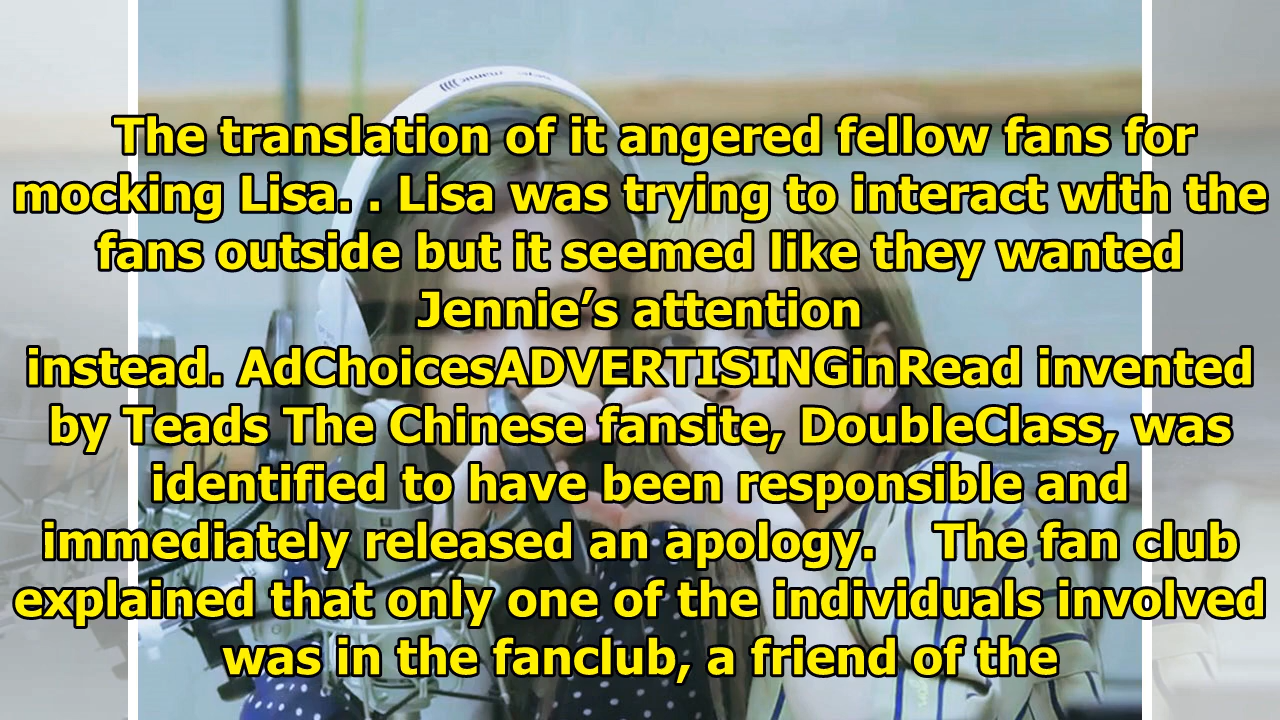 The translation of it angered fellow fans for
mocking Lisa. . Lisa was trying to interact with the
fans outside but it seemed like they wanted
Jennie’s attention
instead. AdChoicesADVERTISINGinRead invented
by Teads The Chinese fansite, DoubleClass, was
identified to have been responsible and
immediately released an apology.    The fan club
explained that only one of the individuals involved
was in the fanclub, a friend of the